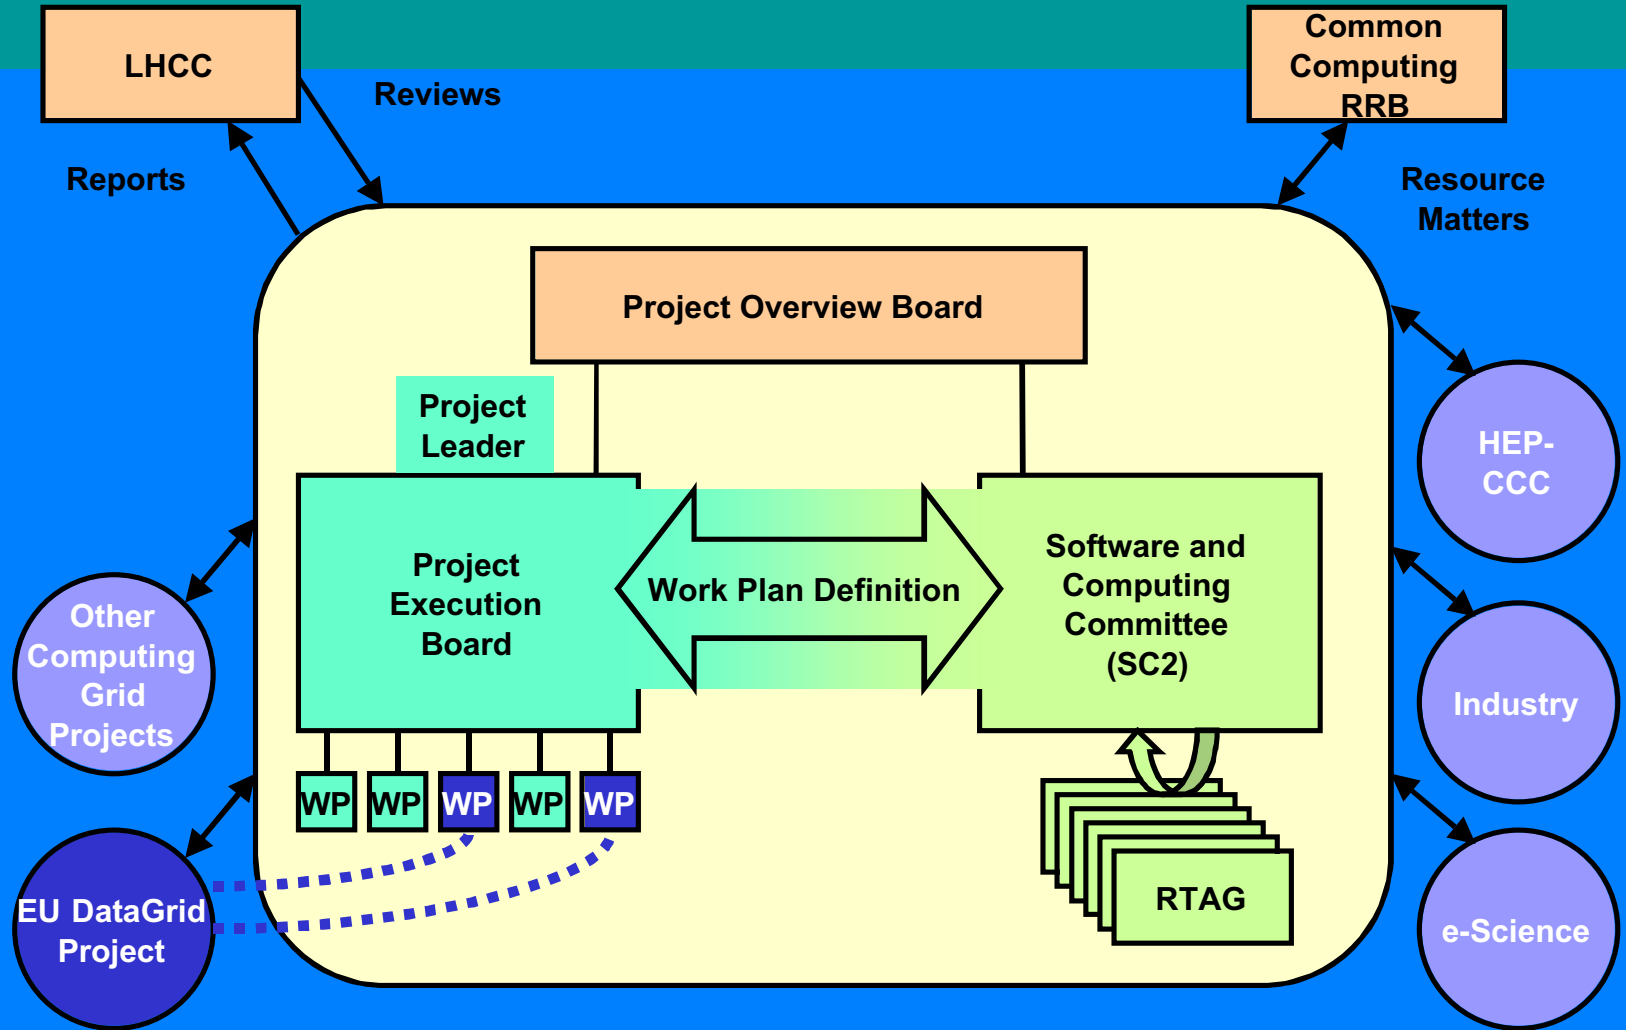 LHCC
Common
Computing
RRB
Reviews
Reports
Resource
Matters
Project Overview Board
Project
Leader
HEP-
CCC
Project
Execution
Board
Work Plan Definition
Software and
Computing
Committee
(SC2)
Other
Computing
Grid
Projects
Industry
WP
WP
WP
WP
WP
RTAG
EU DataGrid
Project
e-Science